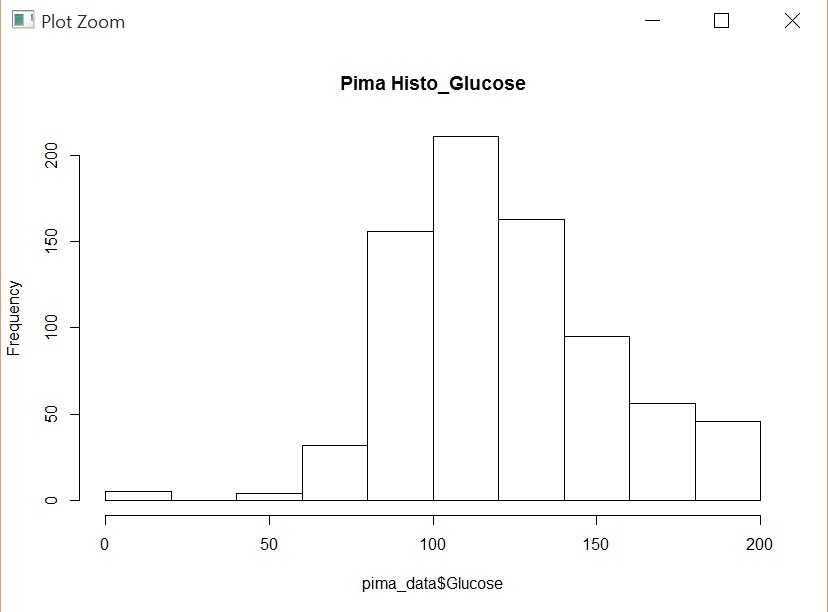 Plot Zoom
Pima Histo_Glucose
Frequency
200
150
100
50
0
0 50 100 150 200
pima_data$Glucose